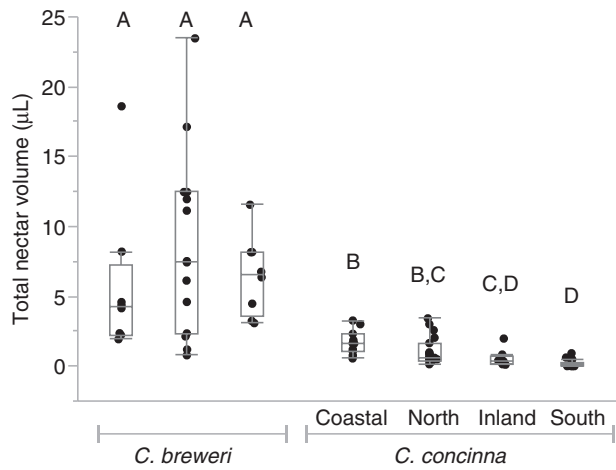 Total nectar volume (μL)
25
20
15
10
5
0
A A A
B B,C C,D D
Coastal North Inland South
C. breweri C. concinna